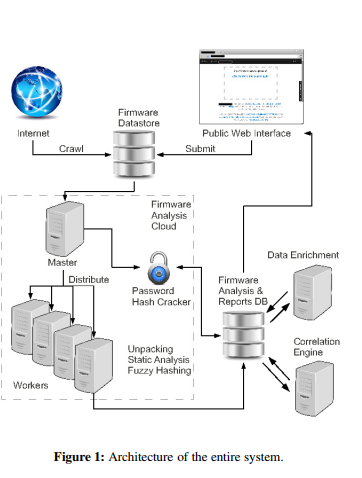 Internet
Firmware
Datastore
Public Web Interface
Crawl
Submit
Firmware
Analysis
Cloud
Master
Distribute
Password
Hash Cracker
Firmware
Analysis &
Reports DB
Data Enrichment
Correlation
Engine
Unpacking
Static Analysis
Fuzzy Hashing
Workers
Figure 1: Architecture of the entire system.